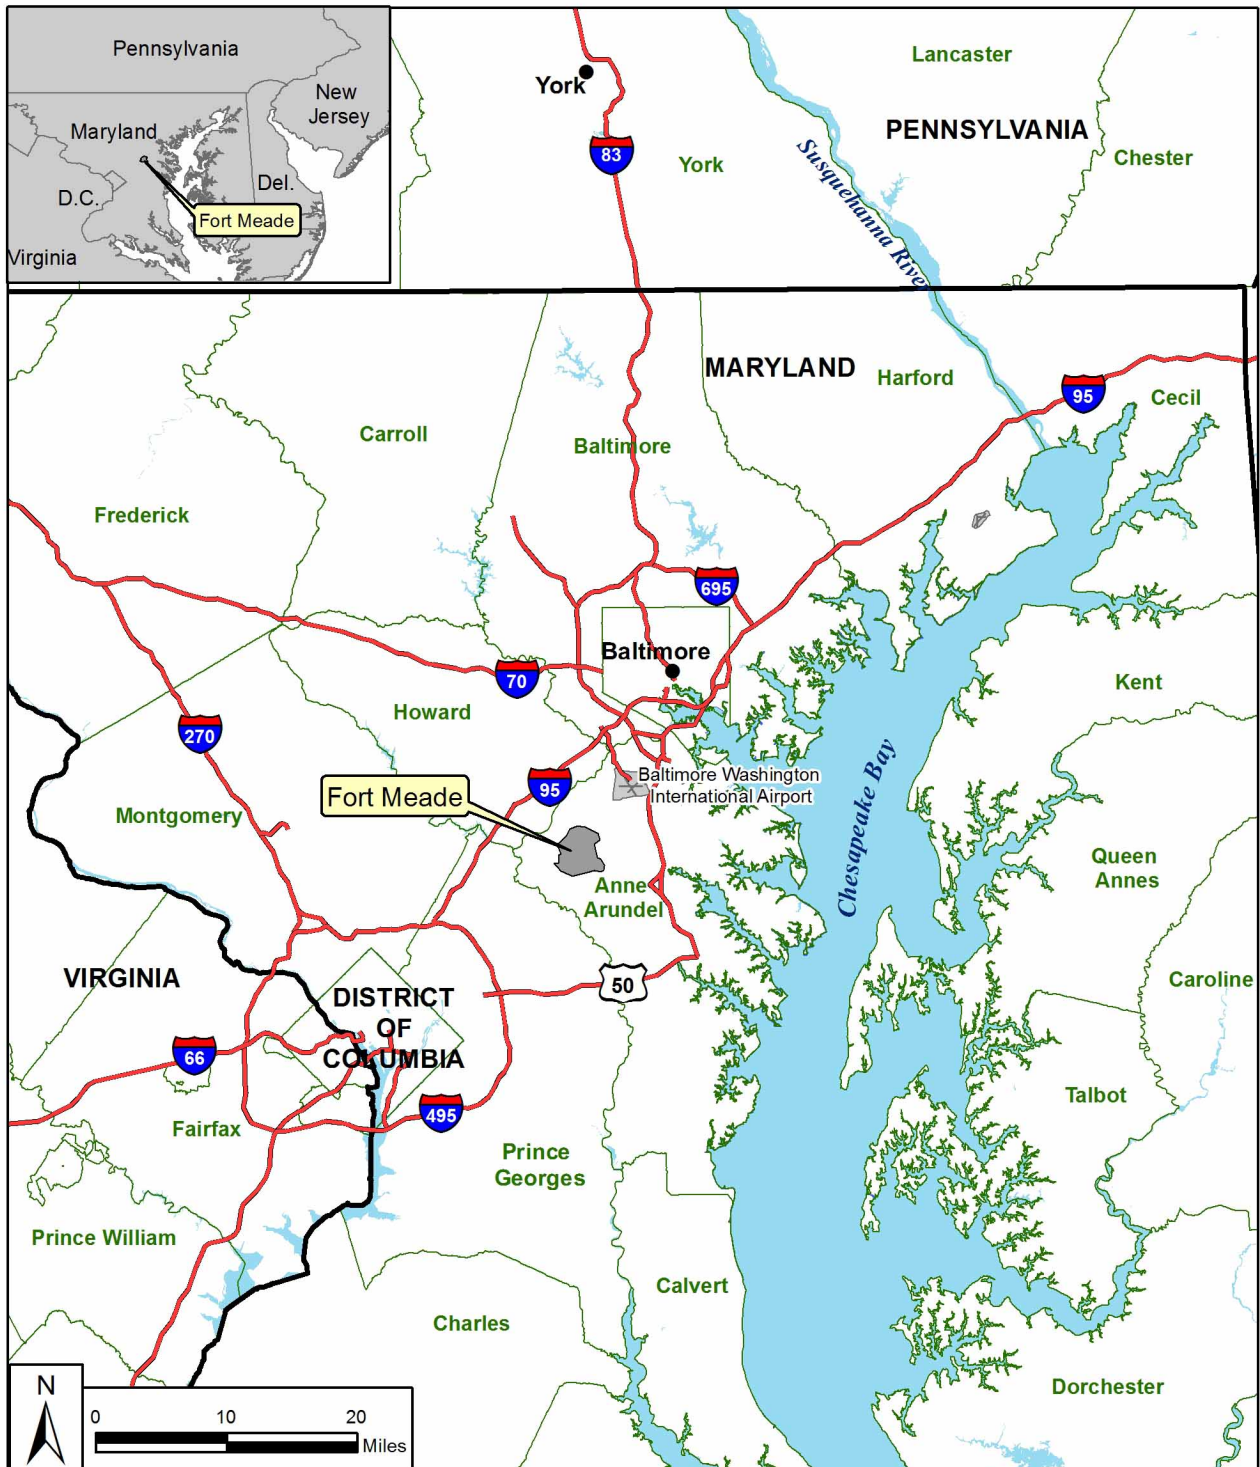 Pennsylvania
New
Jersey
Maryland
D.C.
Del.
Fort Meade
Virginia
York
83
York
Lancaster
PENNSYLVANIA
Chester
Susquehanna River
MARYLAND
Harford
95
Cecil
Carroll
Baltimore
Frederick
695
Baltimore
70
Kent
Howard
270
95
Baltimore Washington
International Airport
Fort Meade
Montgomery
Chesapeake Bay
Queen
Annes
Anne
Arundel
VIRGINIA
50
Caroline
DISTRICT
OF
COLUMBIA
66
495
Talbot
Fairfax
Prince
Georges
Prince William
Calvert
Charles
Dorchester
N
0 10 20
Miles